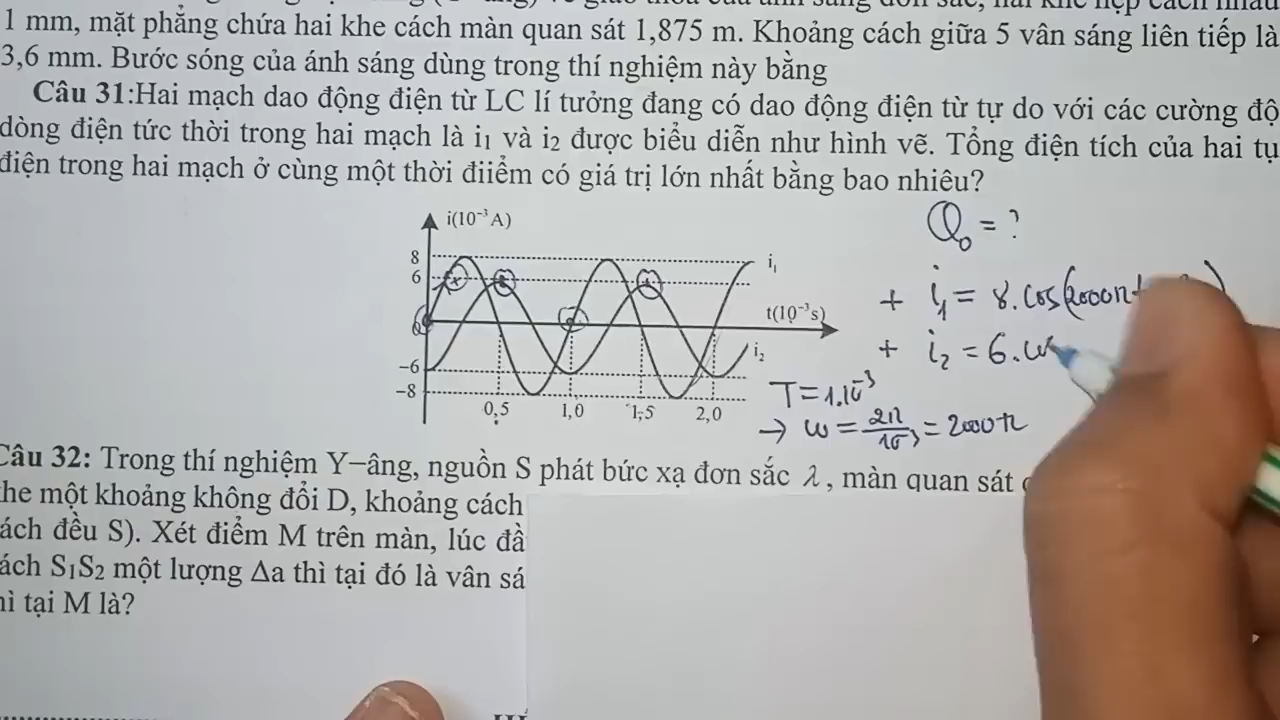 1 mm, mặt phẳng chứa hai khe cách màn quan sát 1,875 m. Khoảng cách giữa 5 vân sáng liên tiếp là
3,6 mm. Bước sóng của ánh sáng dùng trong thí nghiệm này bằng
Câu 31:Hai mạch dao động điện từ LC lí tưởng đang có dao động điện từ tự do với các cường độ
dòng điện tức thời trong hai mạch là i₁ và i₂ được biểu diễn như hình vẽ. Tổng điện tích của hai tụ
điện trong hai mạch ở cùng một thời điiểm có giá trị lớn nhất bằng bao nhiêu?
i(10⁻³A)
8
6
0
−6
−8
0,5 1,0 1,5 2,0
i₁
t(10⁻³s)
i₂
Q₀ = ?
+ i₁ = 8.cos(2000πt
+ i₂ = 6.cos
T = 1.10⁻³
→ ω = 2π/10⁻³ = 2000π
Câu 32: Trong thí nghiệm Y−âng, nguồn S phát bức xạ đơn sắc λ, màn quan sát
khe một khoảng không đổi D, khoảng cách
ách đều S). Xét điểm M trên màn, lúc đầ
ách S₁S₂ một lượng Δa thì tại đó là vân sá
hì tại M là?